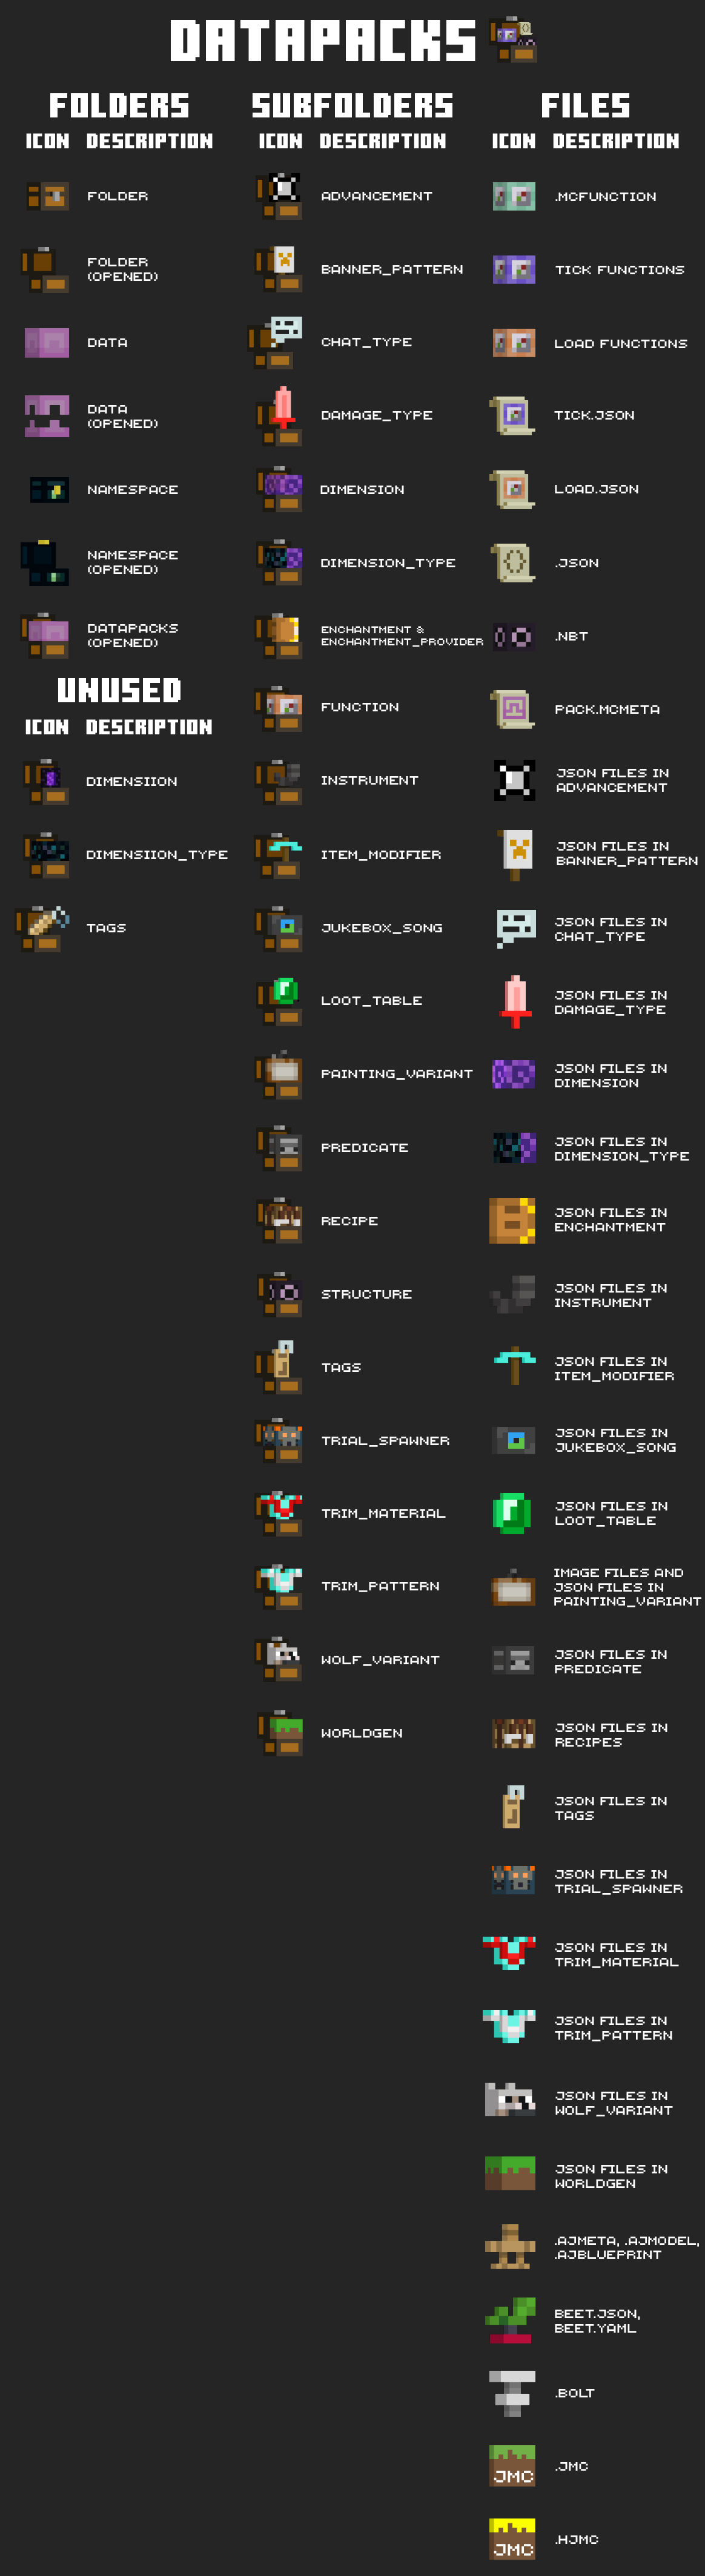 DATAPACKS
FOLDERS
ICON DESCRIPTION
FOLDER
FOLDER
(OPENED)
DATA
DATA
(OPENED)
NAMESPACE
NAMESPACE
(OPENED)
DATAPACKS
(OPENED)
UNUSED
ICON DESCRIPTION
DIMENSIION
DIMENSIION_TYPE
TAGS
SUBFOLDERS
ICON DESCRIPTION
ADVANCEMENT
BANNER_PATTERN
CHAT_TYPE
DAMAGE_TYPE
DIMENSION
DIMENSION_TYPE
ENCHANTMENT &
ENCHANTMENT_PROVIDER
FUNCTION
INSTRUMENT
ITEM_MODIFIER
JUKEBOX_SONG
LOOT_TABLE
PAINTING_VARIANT
PREDICATE
RECIPE
STRUCTURE
TAGS
TRIAL_SPAWNER
TRIM_MATERIAL
TRIM_PATTERN
WOLF_VARIANT
WORLDGEN
FILES
ICON DESCRIPTION
.MCFUNCTION
TICK FUNCTIONS
LOAD FUNCTIONS
TICK.JSON
LOAD.JSON
.JSON
.NBT
PACK.MCMETA
JSON FILES IN
ADVANCEMENT
JSON FILES IN
BANNER_PATTERN
JSON FILES IN
CHAT_TYPE
JSON FILES IN
DAMAGE_TYPE
JSON FILES IN
DIMENSION
JSON FILES IN
DIMENSION_TYPE
JSON FILES IN
ENCHANTMENT
JSON FILES IN
INSTRUMENT
JSON FILES IN
ITEM_MODIFIER
JSON FILES IN
JUKEBOX_SONG
JSON FILES IN
LOOT_TABLE
IMAGE FILES AND
JSON FILES IN
PAINTING_VARIANT
JSON FILES IN
PREDICATE
JSON FILES IN
RECIPES
JSON FILES IN
TAGS
JSON FILES IN
TRIAL_SPAWNER
JSON FILES IN
TRIM_MATERIAL
JSON FILES IN
TRIM_PATTERN
JSON FILES IN
WOLF_VARIANT
JSON FILES IN
WORLDGEN
.AJMETA, .AJMODEL,
.AJBLUEPRINT
BEET.JSON,
BEET.YAML
.BOLT
JMC
.JMC
JMC
.HJMC